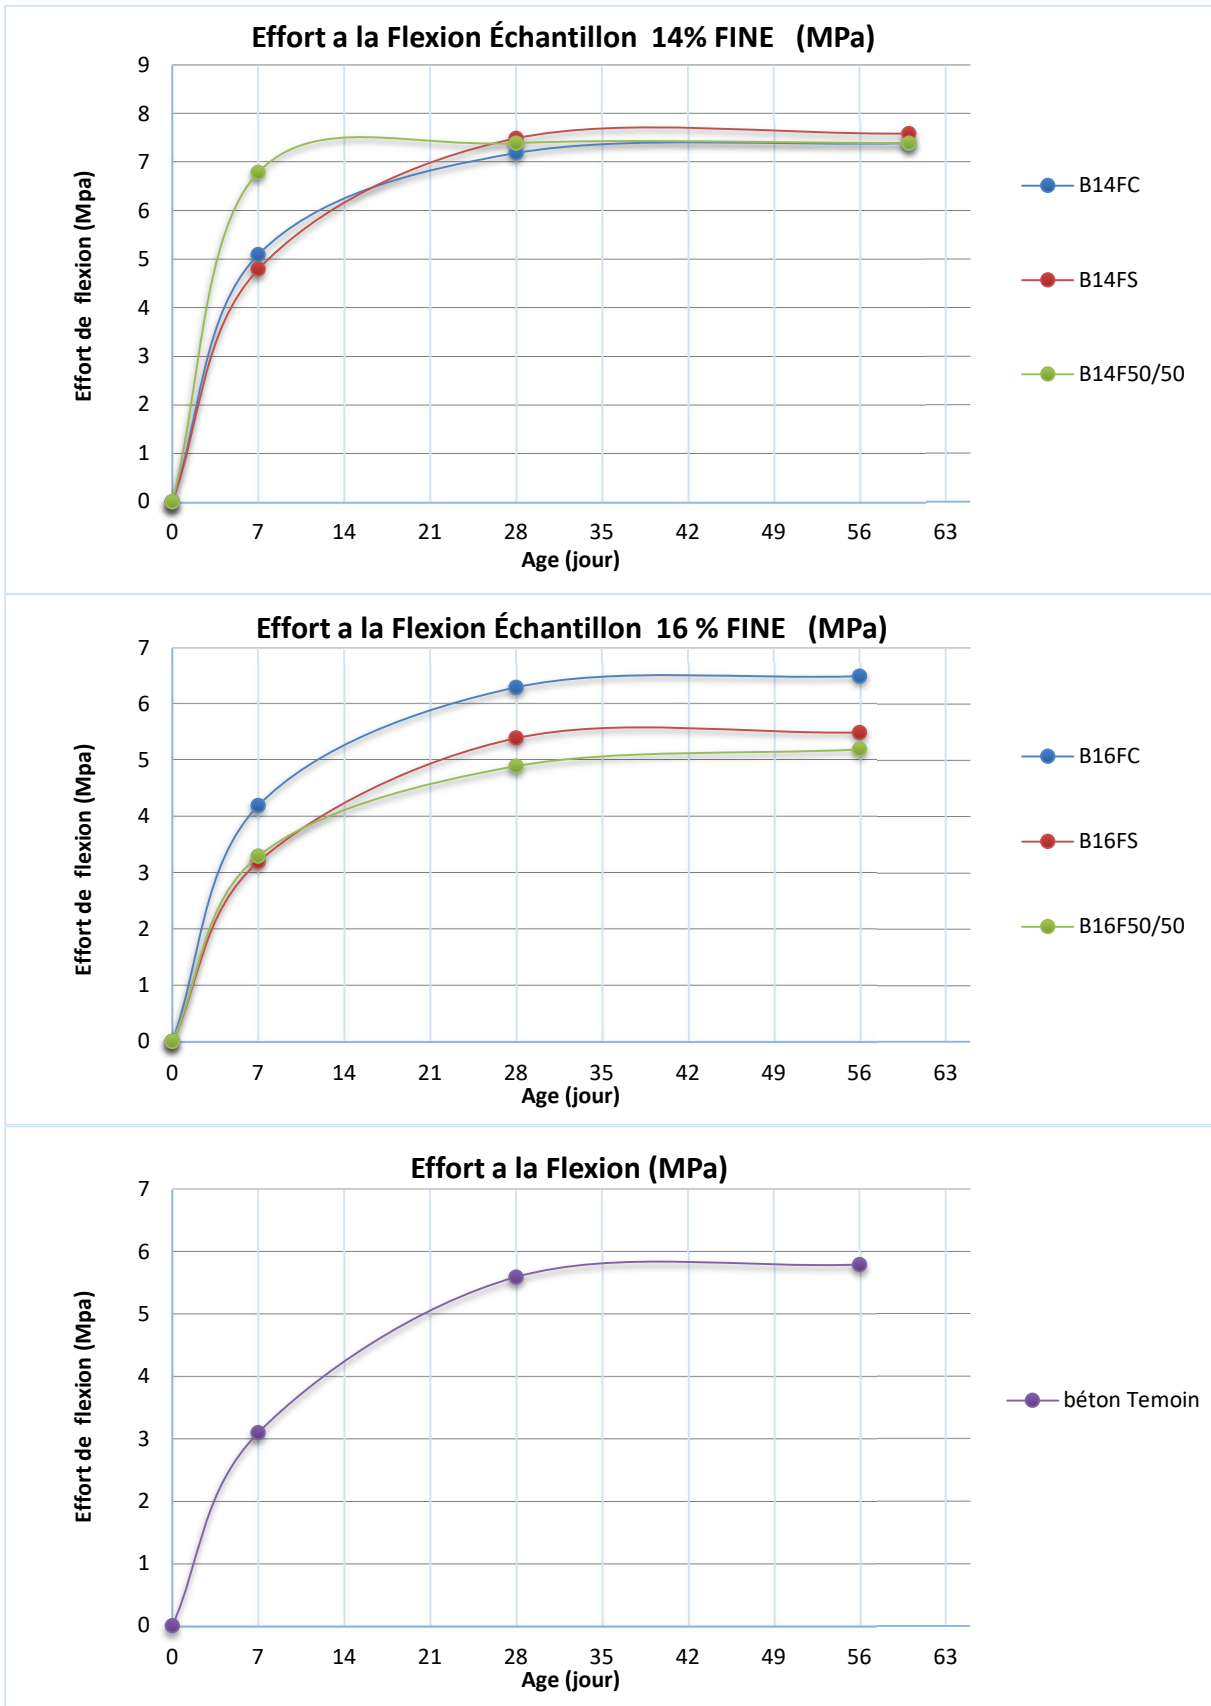 Effort a la Flexion Échantillon 14% FINE (MPa)
9
8
7
6
5
4
3
2
1
0
Effort de flexion (Mpa)
0 7 14 21 28 35 42 49 56 63
Age (jour)
B14FC
B14FS
B14F50/50
Effort a la Flexion Échantillon 16 % FINE (MPa)
7
6
5
4
3
2
1
0
Effort de flexion (Mpa)
0 7 14 21 28 35 42 49 56 63
Age (jour)
B16FC
B16FS
B16F50/50
Effort a la Flexion (MPa)
7
6
5
4
3
2
1
0
Effort de flexion (Mpa)
0 7 14 21 28 35 42 49 56 63
Age (jour)
béton Temoin